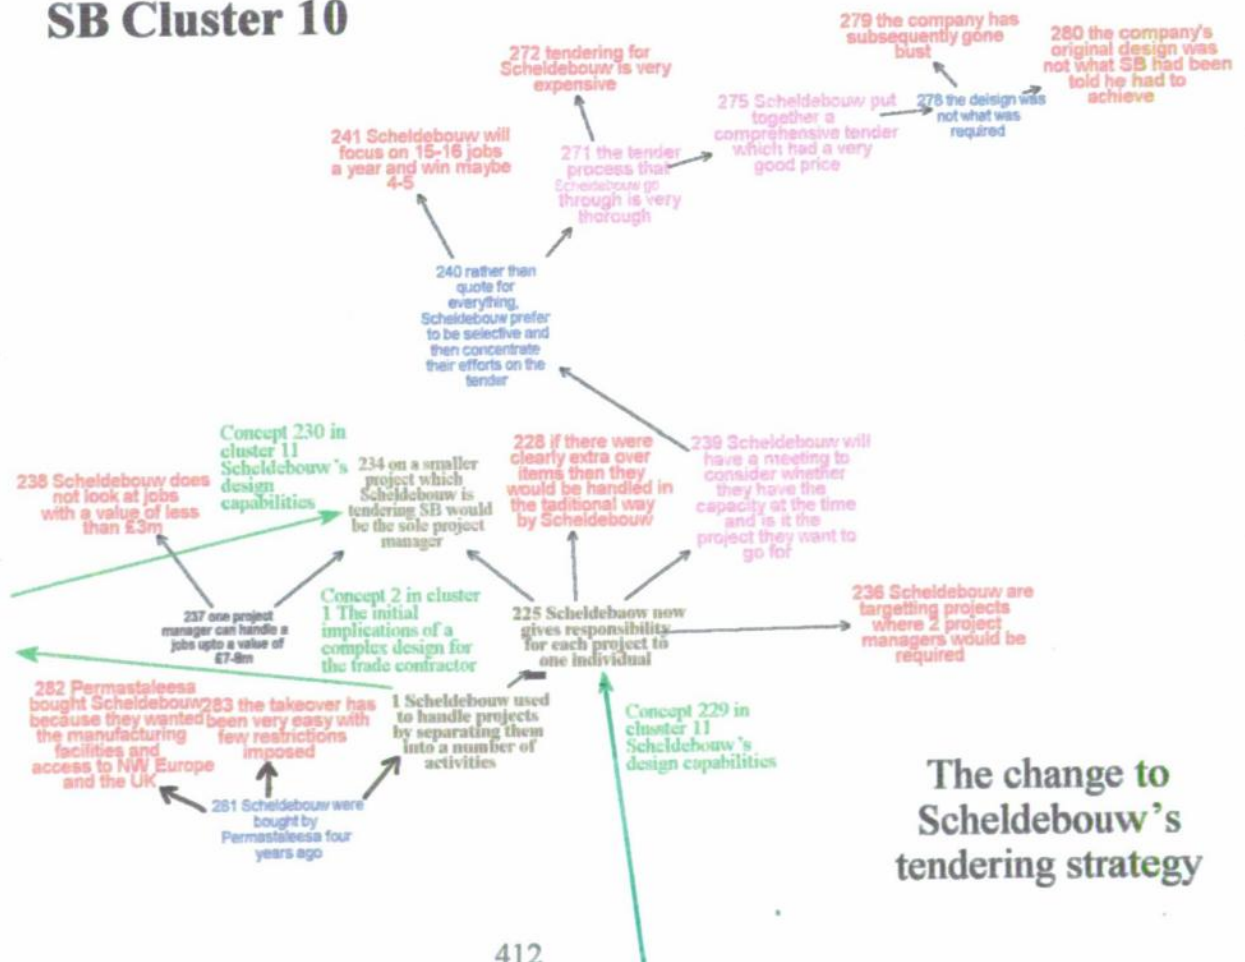 SB Cluster 10
279 the company has
subsequently gone
bust
280 the company's
original design was
not what SB had been
told he had to
achieve
272 tendering for
Scheldebouw is very
expensive
275 Scheldebouw put
together a
comprehensive tender
which had a very
good price
278 the deisign was
not what was
required
241 Scheldebouw will
focus on 15-16 jobs
a year and win maybe
4-5
271 the tender
process that
Scheldebouw go
through is very
thorough
240 rather than
quote for
everything,
Scheldebouw prefer
to be selective and
then concentrate
their efforts on the
tender
Concept 230 in
cluster 11
Scheldebouw's
design
capabilities
238 Scheldebouw does
not look at jobs
with a value of less
than £3m
234 on a smaller
project which
Scheldebouw is
tendering SB would
be the sole project
manager
228 if there were
clearly extra over
items then they
would be handled in
the taditional way
by Scheldebouw
239 Scheldebouw will
have a meeting to
consider whether
they have the
capacity at the time
and is it the
project they want to
go for
237 one project
manager can handle a
jobs upto a value of
£7-8m
Concept 2 in cluster
1 The initial
implications of a
complex design for
the trade contractor
225 Scheldebaow now
gives responsibility
for each project to
one individual
236 Scheldebouw are
targetting projects
where 2 project
managers would be
required
282 Permastaleesa
bought Scheldebouw
because they wanted
the manufacturing
facilities and
access to NW Europe
and the UK
283 the takeover has
been very easy with
few restrictions
imposed
1 Scheldebouw used
to handle projects
by separating them
into a number of
activities
Concept 229 in
cluster 11
Scheldebouw's
design capabilities
281 Scheldebouw were
bought by
Permastaleesa four
years ago
The change to
Scheldebouw's
tendering strategy
412